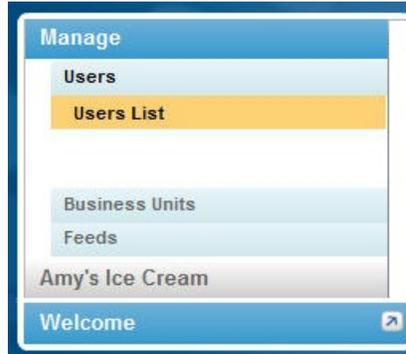 Manage
Users
Users List
Business Units
Feeds
Amy's Ice Cream
Welcome